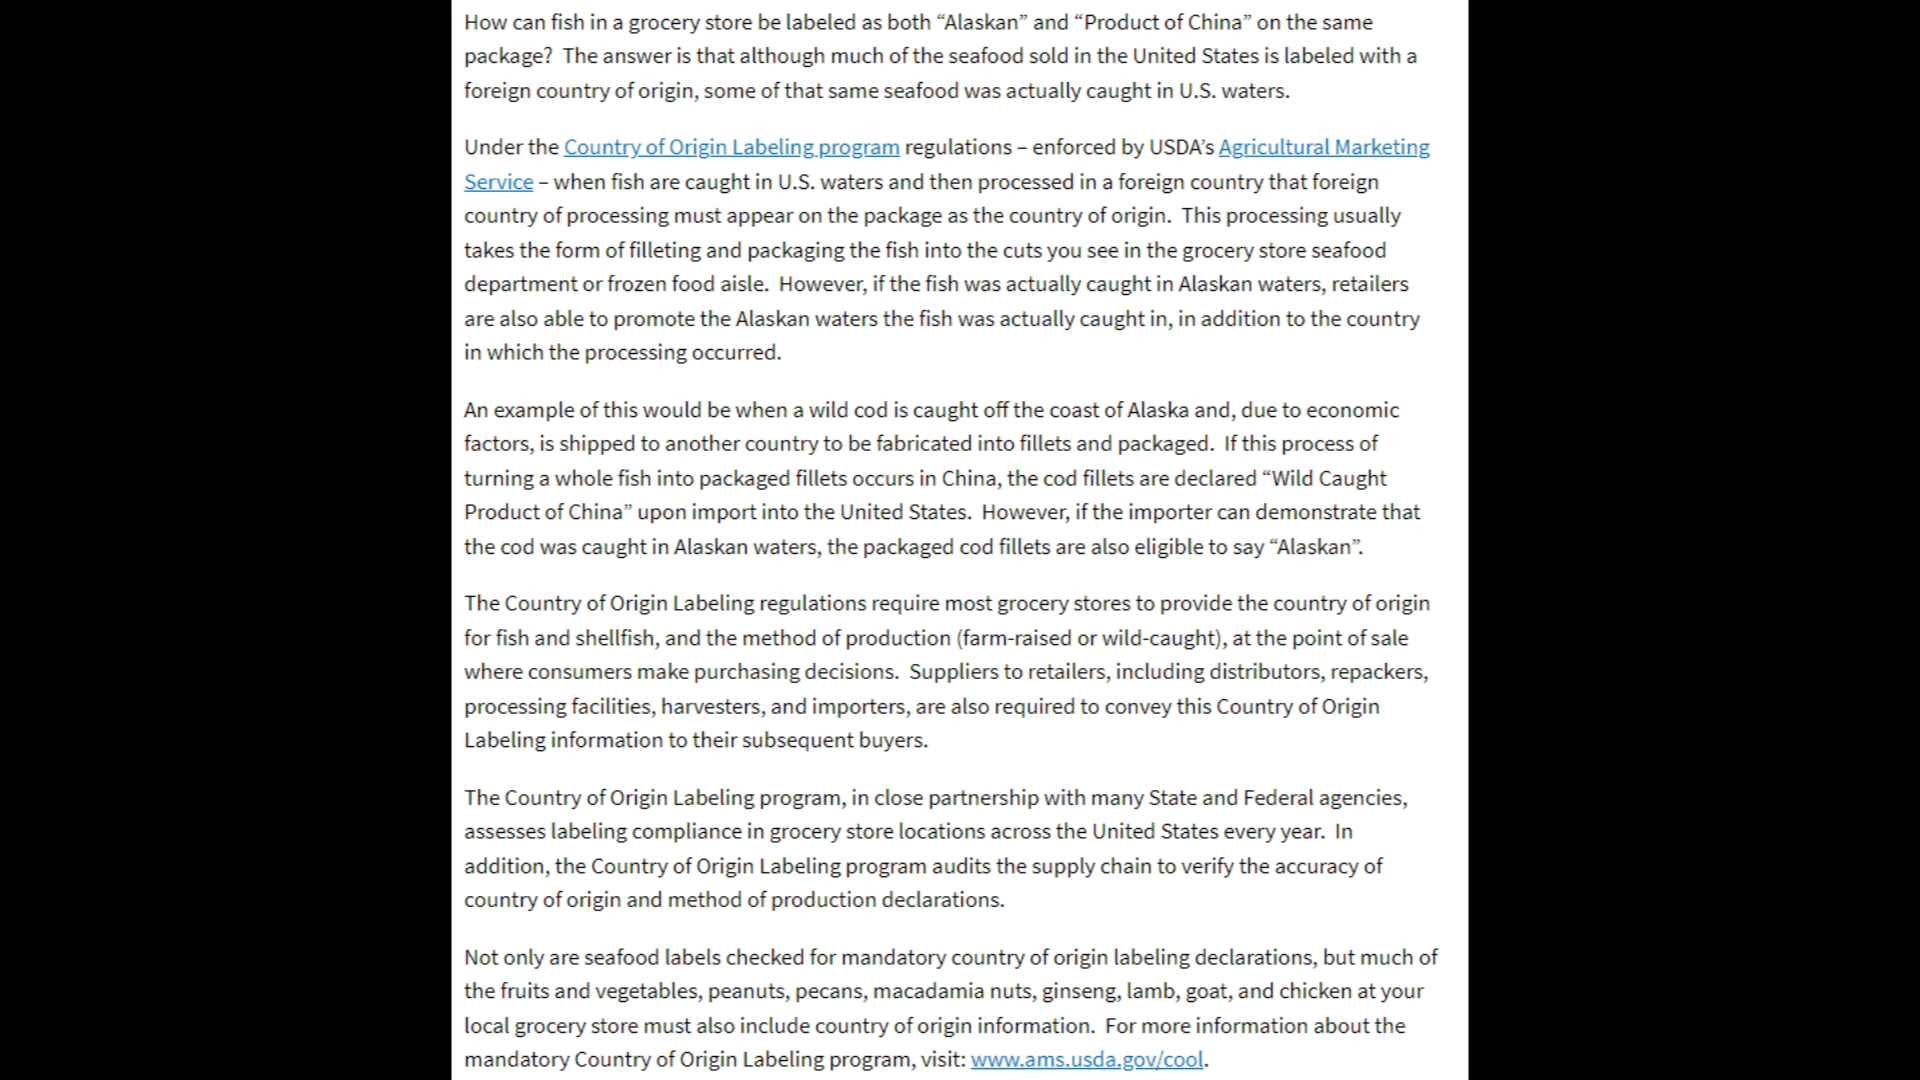 How can fish in a grocery store be labeled as both “Alaskan” and “Product of China” on the same
package?  The answer is that although much of the seafood sold in the United States is labeled with a
foreign country of origin, some of that same seafood was actually caught in U.S. waters.
Under the Country of Origin Labeling program regulations – enforced by USDA’s Agricultural Marketing
Service – when fish are caught in U.S. waters and then processed in a foreign country that foreign
country of processing must appear on the package as the country of origin.  This processing usually
takes the form of filleting and packaging the fish into the cuts you see in the grocery store seafood
department or frozen food aisle.  However, if the fish was actually caught in Alaskan waters, retailers
are also able to promote the Alaskan waters the fish was actually caught in, in addition to the country
in which the processing occurred.
An example of this would be when a wild cod is caught off the coast of Alaska and, due to economic
factors, is shipped to another country to be fabricated into fillets and packaged.  If this process of
turning a whole fish into packaged fillets occurs in China, the cod fillets are declared “Wild Caught
Product of China” upon import into the United States.  However, if the importer can demonstrate that
the cod was caught in Alaskan waters, the packaged cod fillets are also eligible to say “Alaskan”.
The Country of Origin Labeling regulations require most grocery stores to provide the country of origin
for fish and shellfish, and the method of production (farm-raised or wild-caught), at the point of sale
where consumers make purchasing decisions.  Suppliers to retailers, including distributors, repackers,
processing facilities, harvesters, and importers, are also required to convey this Country of Origin
Labeling information to their subsequent buyers.
The Country of Origin Labeling program, in close partnership with many State and Federal agencies,
assesses labeling compliance in grocery store locations across the United States every year.  In
addition, the Country of Origin Labeling program audits the supply chain to verify the accuracy of
country of origin and method of production declarations.
Not only are seafood labels checked for mandatory country of origin labeling declarations, but much of
the fruits and vegetables, peanuts, pecans, macadamia nuts, ginseng, lamb, goat, and chicken at your
local grocery store must also include country of origin information.  For more information about the
mandatory Country of Origin Labeling program, visit: www.ams.usda.gov/cool.